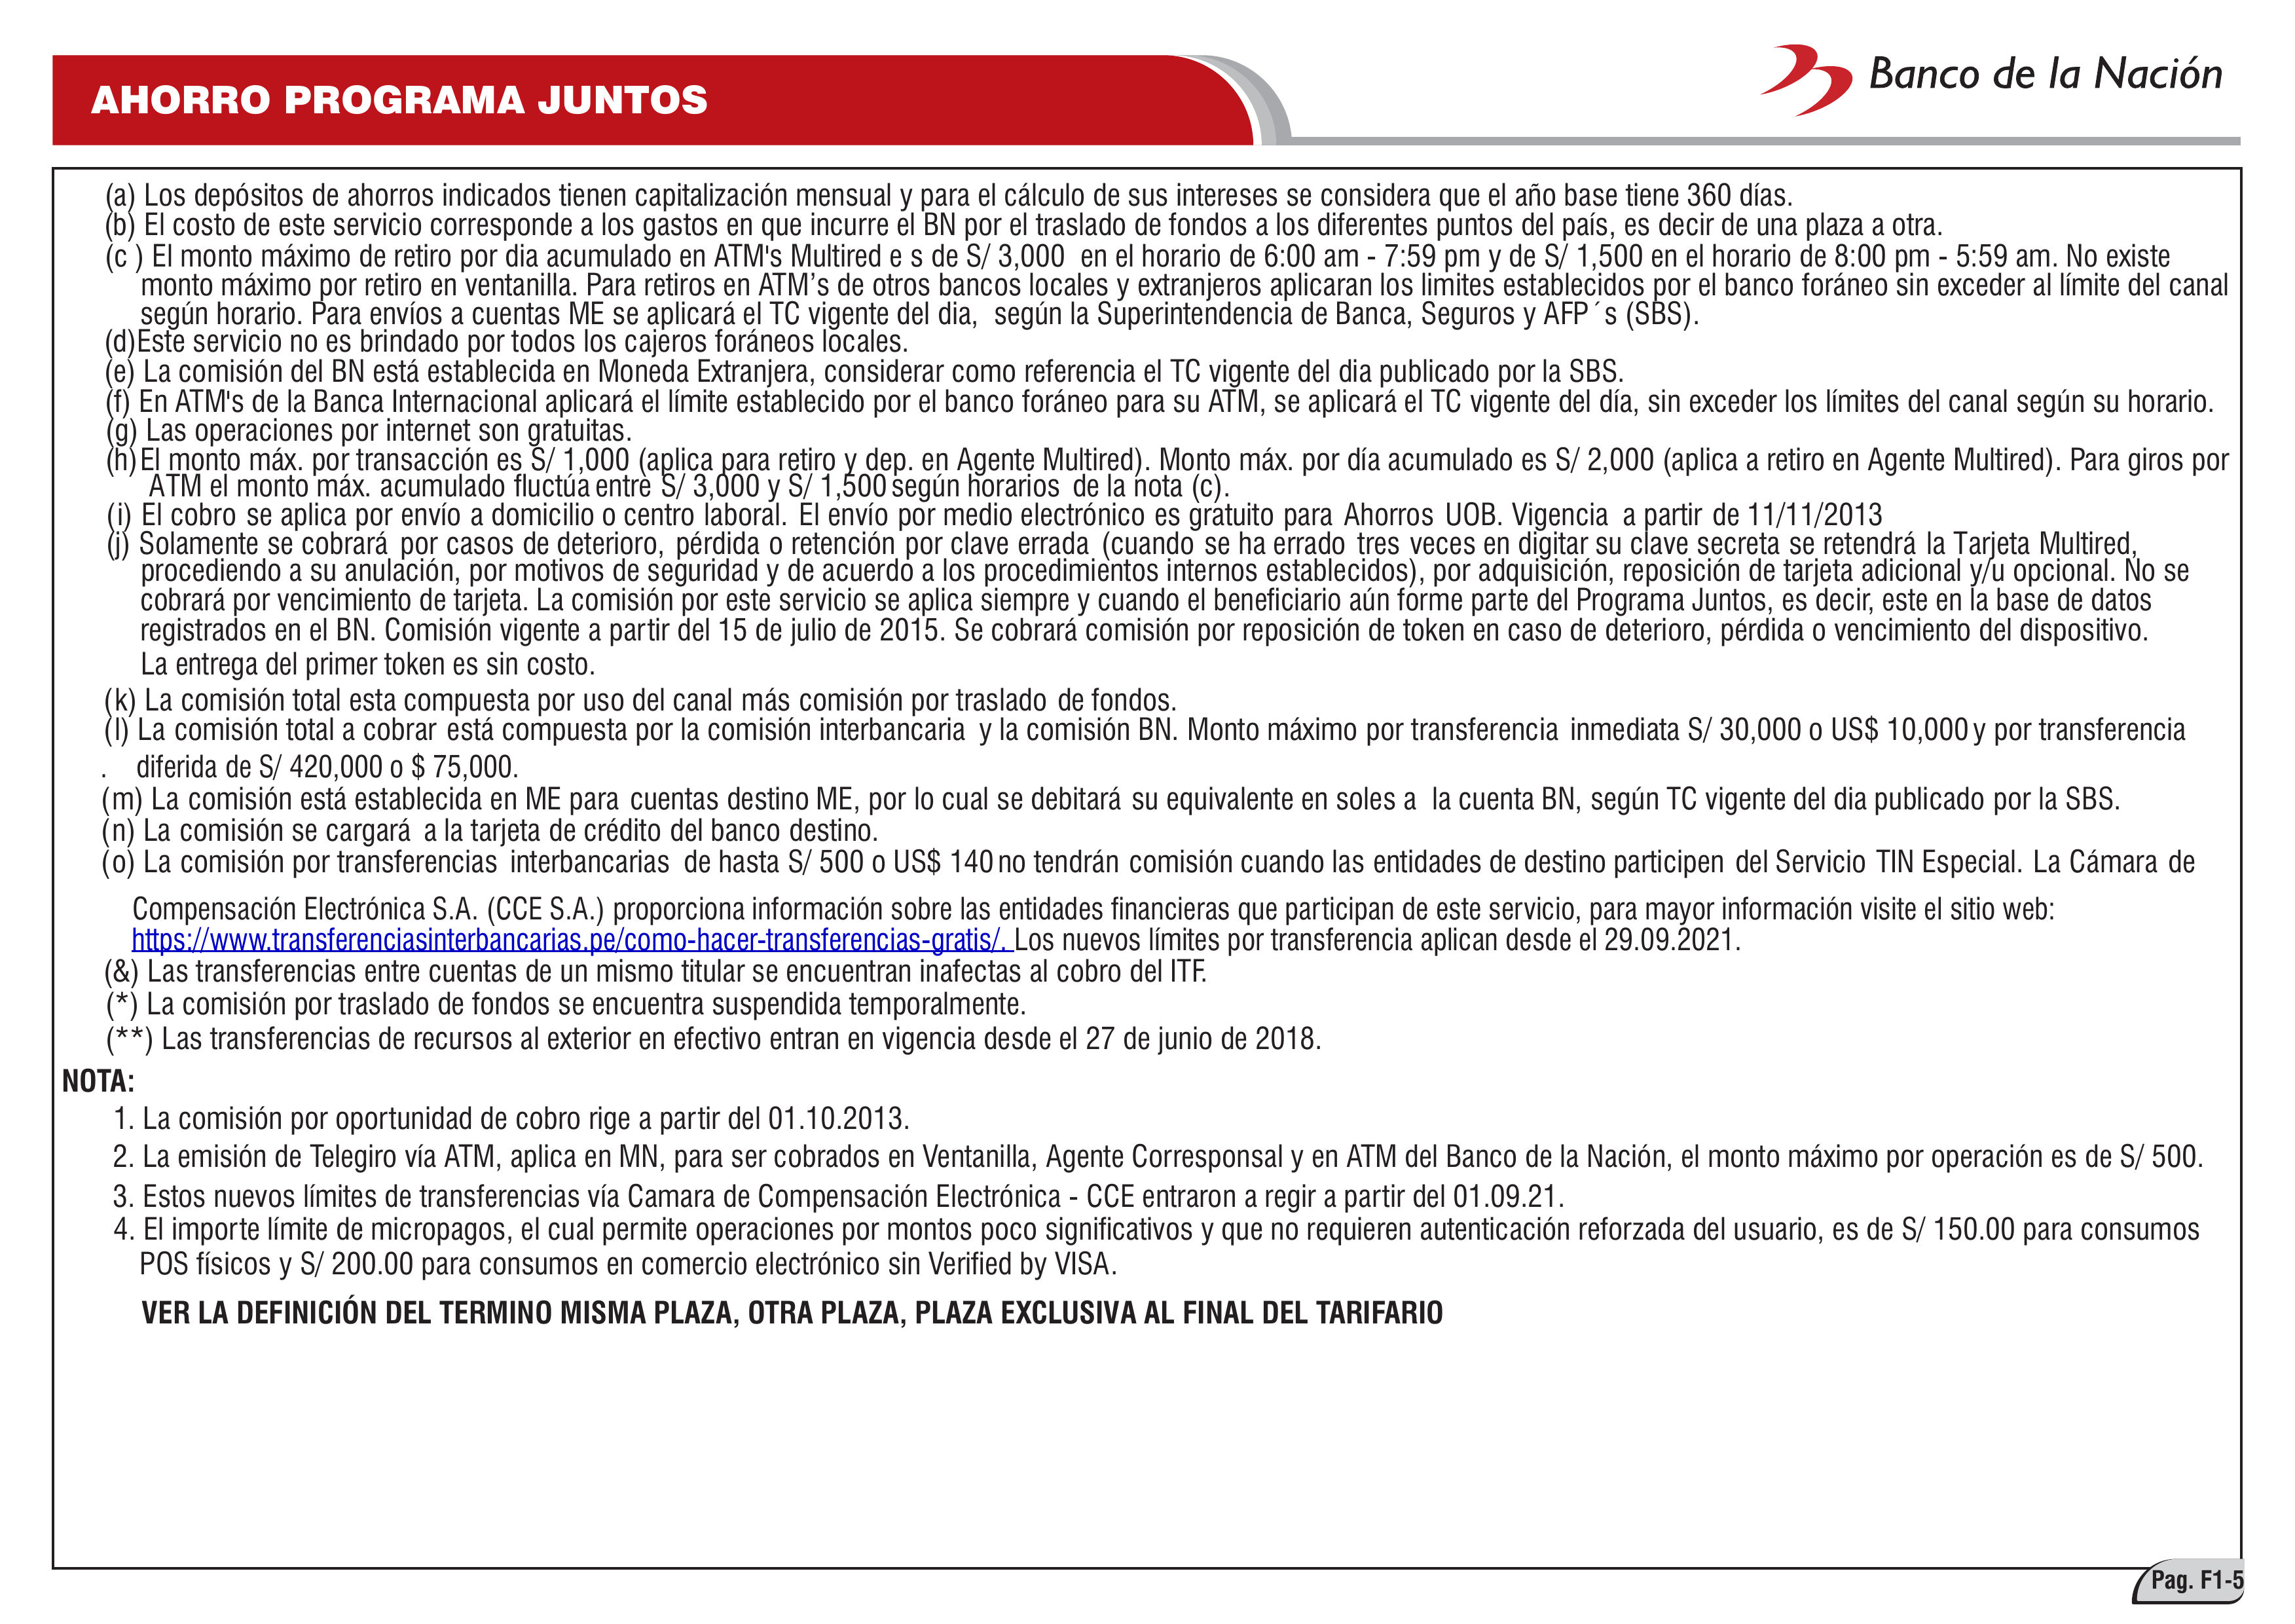 AHORRO PROGRAMA JUNTOS
Banco de la Nación
(a) Los depósitos de ahorros indicados tienen capitalización mensual y para el cálculo de sus intereses se considera que el año base tiene 360 días.
(b) El costo de este servicio corresponde a los gastos en que incurre el BN por el traslado de fondos a los diferentes puntos del país, es decir de una plaza a otra.
(c ) El monto máximo de retiro por dia acumulado en ATM's Multired e s de S/ 3,000 en el horario de 6:00 am - 7:59 pm y de S/ 1,500 en el horario de 8:00 pm - 5:59 am. No existe
monto máximo por retiro en ventanilla. Para retiros en ATM’s de otros bancos locales y extranjeros aplicaran los limites establecidos por el banco foráneo sin exceder al límite del canal
según horario. Para envíos a cuentas ME se aplicará el TC vigente del dia, según la Superintendencia de Banca, Seguros y AFP´s (SBS).
(d)Este servicio no es brindado por todos los cajeros foráneos locales.
(e) La comisión del BN está establecida en Moneda Extranjera, considerar como referencia el TC vigente del dia publicado por la SBS.
(f) En ATM's de la Banca Internacional aplicará el límite establecido por el banco foráneo para su ATM, se aplicará el TC vigente del día, sin exceder los límites del canal según su horario.
(g) Las operaciones por internet son gratuitas.
(h) El monto máx. por transacción es S/ 1,000 (aplica para retiro y dep. en Agente Multired). Monto máx. por día acumulado es S/ 2,000 (aplica a retiro en Agente Multired). Para giros por
ATM el monto máx. acumulado fluctúa entre S/ 3,000 y S/ 1,500 según horarios de la nota (c).
(i) El cobro se aplica por envío a domicilio o centro laboral. El envío por medio electrónico es gratuito para Ahorros UOB. Vigencia a partir de 11/11/2013
(j) Solamente se cobrará por casos de deterioro, pérdida o retención por clave errada (cuando se ha errado tres veces en digitar su clave secreta se retendrá la Tarjeta Multired,
procediendo a su anulación, por motivos de seguridad y de acuerdo a los procedimientos internos establecidos), por adquisición, reposición de tarjeta adicional y/u opcional. No se
cobrará por vencimiento de tarjeta. La comisión por este servicio se aplica siempre y cuando el beneficiario aún forme parte del Programa Juntos, es decir, este en la base de datos
registrados en el BN. Comisión vigente a partir del 15 de julio de 2015. Se cobrará comisión por reposición de token en caso de deterioro, pérdida o vencimiento del dispositivo.
La entrega del primer token es sin costo.
(k) La comisión total esta compuesta por uso del canal más comisión por traslado de fondos.
(l) La comisión total a cobrar está compuesta por la comisión interbancaria y la comisión BN. Monto máximo por transferencia inmediata S/ 30,000 o US$ 10,000 y por transferencia
. diferida de S/ 420,000 o $ 75,000.
(m) La comisión está establecida en ME para cuentas destino ME, por lo cual se debitará su equivalente en soles a la cuenta BN, según TC vigente del dia publicado por la SBS.
(n) La comisión se cargará a la tarjeta de crédito del banco destino.
(o) La comisión por transferencias interbancarias de hasta S/ 500 o US$ 140 no tendrán comisión cuando las entidades de destino participen del Servicio TIN Especial. La Cámara de
Compensación Electrónica S.A. (CCE S.A.) proporciona información sobre las entidades financieras que participan de este servicio, para mayor información visite el sitio web:
https://www.transferenciasinterbancarias.pe/como-hacer-transferencias-gratis/. Los nuevos límites por transferencia aplican desde el 29.09.2021.
(&) Las transferencias entre cuentas de un mismo titular se encuentran inafectas al cobro del ITF.
(*) La comisión por traslado de fondos se encuentra suspendida temporalmente.
(**) Las transferencias de recursos al exterior en efectivo entran en vigencia desde el 27 de junio de 2018.
NOTA:
1. La comisión por oportunidad de cobro rige a partir del 01.10.2013.
2. La emisión de Telegiro vía ATM, aplica en MN, para ser cobrados en Ventanilla, Agente Corresponsal y en ATM del Banco de la Nación, el monto máximo por operación es de S/ 500.
3. Estos nuevos límites de transferencias vía Camara de Compensación Electrónica - CCE entraron a regir a partir del 01.09.21.
4. El importe límite de micropagos, el cual permite operaciones por montos poco significativos y que no requieren autenticación reforzada del usuario, es de S/ 150.00 para consumos
POS físicos y S/ 200.00 para consumos en comercio electrónico sin Verified by VISA.
VER LA DEFINICIÓN DEL TERMINO MISMA PLAZA, OTRA PLAZA, PLAZA EXCLUSIVA AL FINAL DEL TARIFARIO
Pag. F1-5